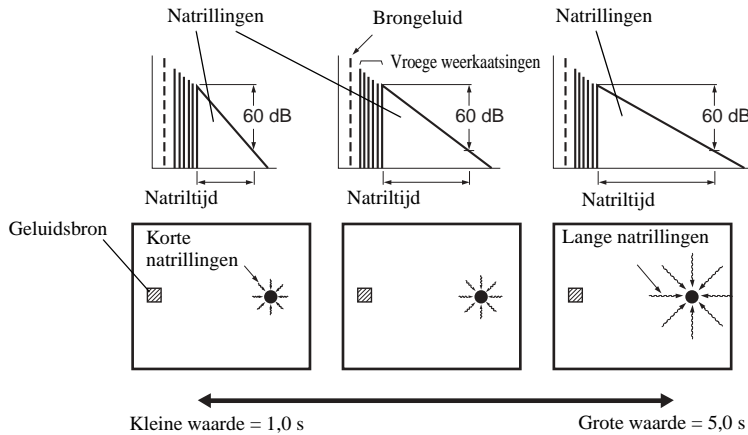 Natrillingen
Brongeluid
Natrillingen
Vroege weerkaatsingen
60 dB
60 dB
60 dB
Natriltijd
Natriltijd
Natriltijd
Geluidsbron
Korte
natrillingen
Lange natrillingen
Kleine waarde = 1,0 s
Grote waarde = 5,0 s